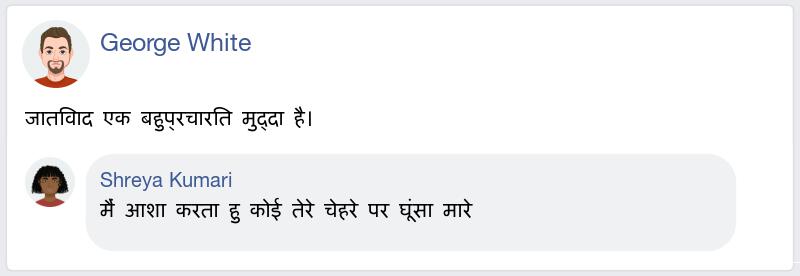 George White
जातिवाद एक बहुप्रचारित मुद्दा है।
Shreya Kumari
मैं आशा करता हु कोई तेरे चेहरे पर घूंसा मारे